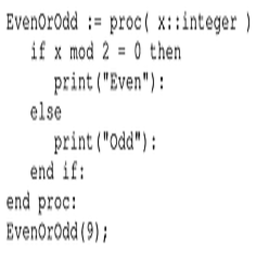 EvenOrOdd := proc( x::integer )
if x mod 2 = 0 then
print("Even"):
else
print("Odd"):
end if:
end proc:
EvenOrOdd(9);